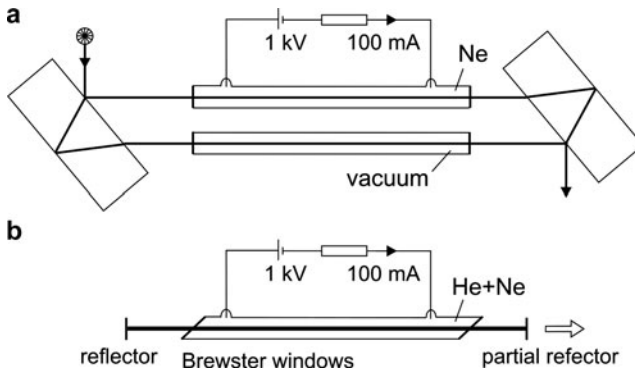 a
1 kV 100 mA
Ne
vacuum
b
1 kV 100 mA
He+Ne
reflector Brewster windows partial refector